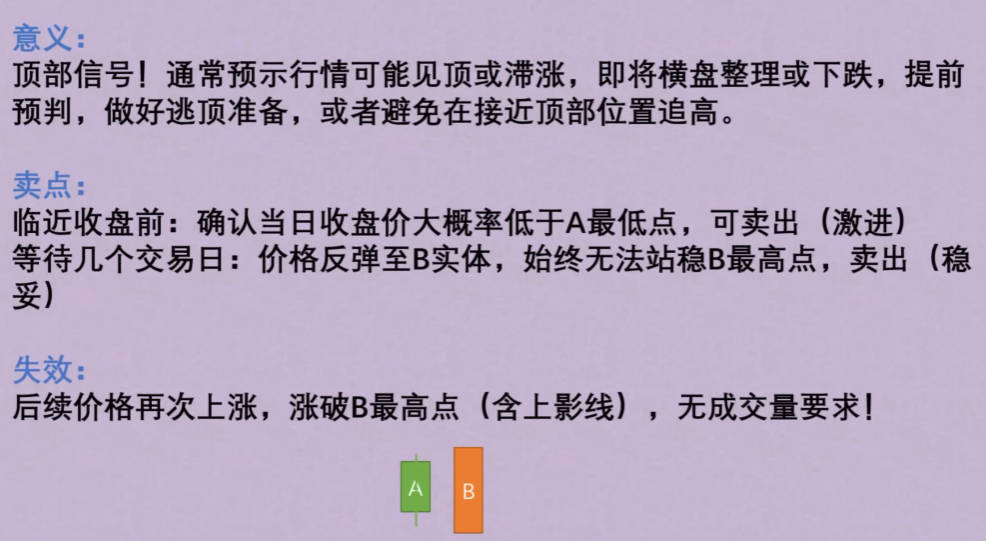 意义：
顶部信号！通常预示行情可能见顶或滞涨，即将横盘整理或下跌，提前
预判，做好逃顶准备，或者避免在接近顶部位置追高。
卖点：
临近收盘前：确认当日收盘价大概率低于A最低点，可卖出（激进）
等待几个交易日：价格反弹至B实体，始终无法站稳B最高点，卖出（稳
妥）
失效：
后续价格再次上涨，涨破B最高点（含上影线），无成交量要求！
A
B